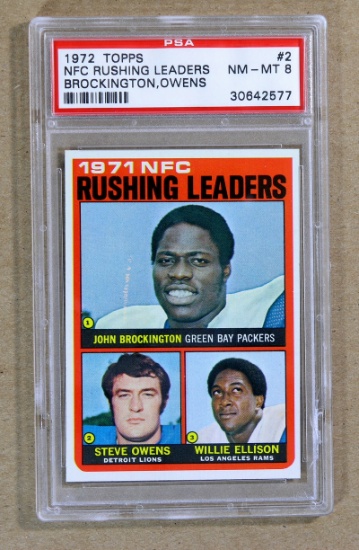 PSA
1972 TOPPS #2
NFC RUSHING LEADERS NM-MT 8
BROCKINGTON,OWENS
30642577
1971 NFC
RUSHING LEADERS
1
JOHN BROCKINGTON GREEN BAY PACKERS
2 3
STEVE OWENS WILLIE ELLISON
DETROIT LIONS LOS ANGELES RAMS